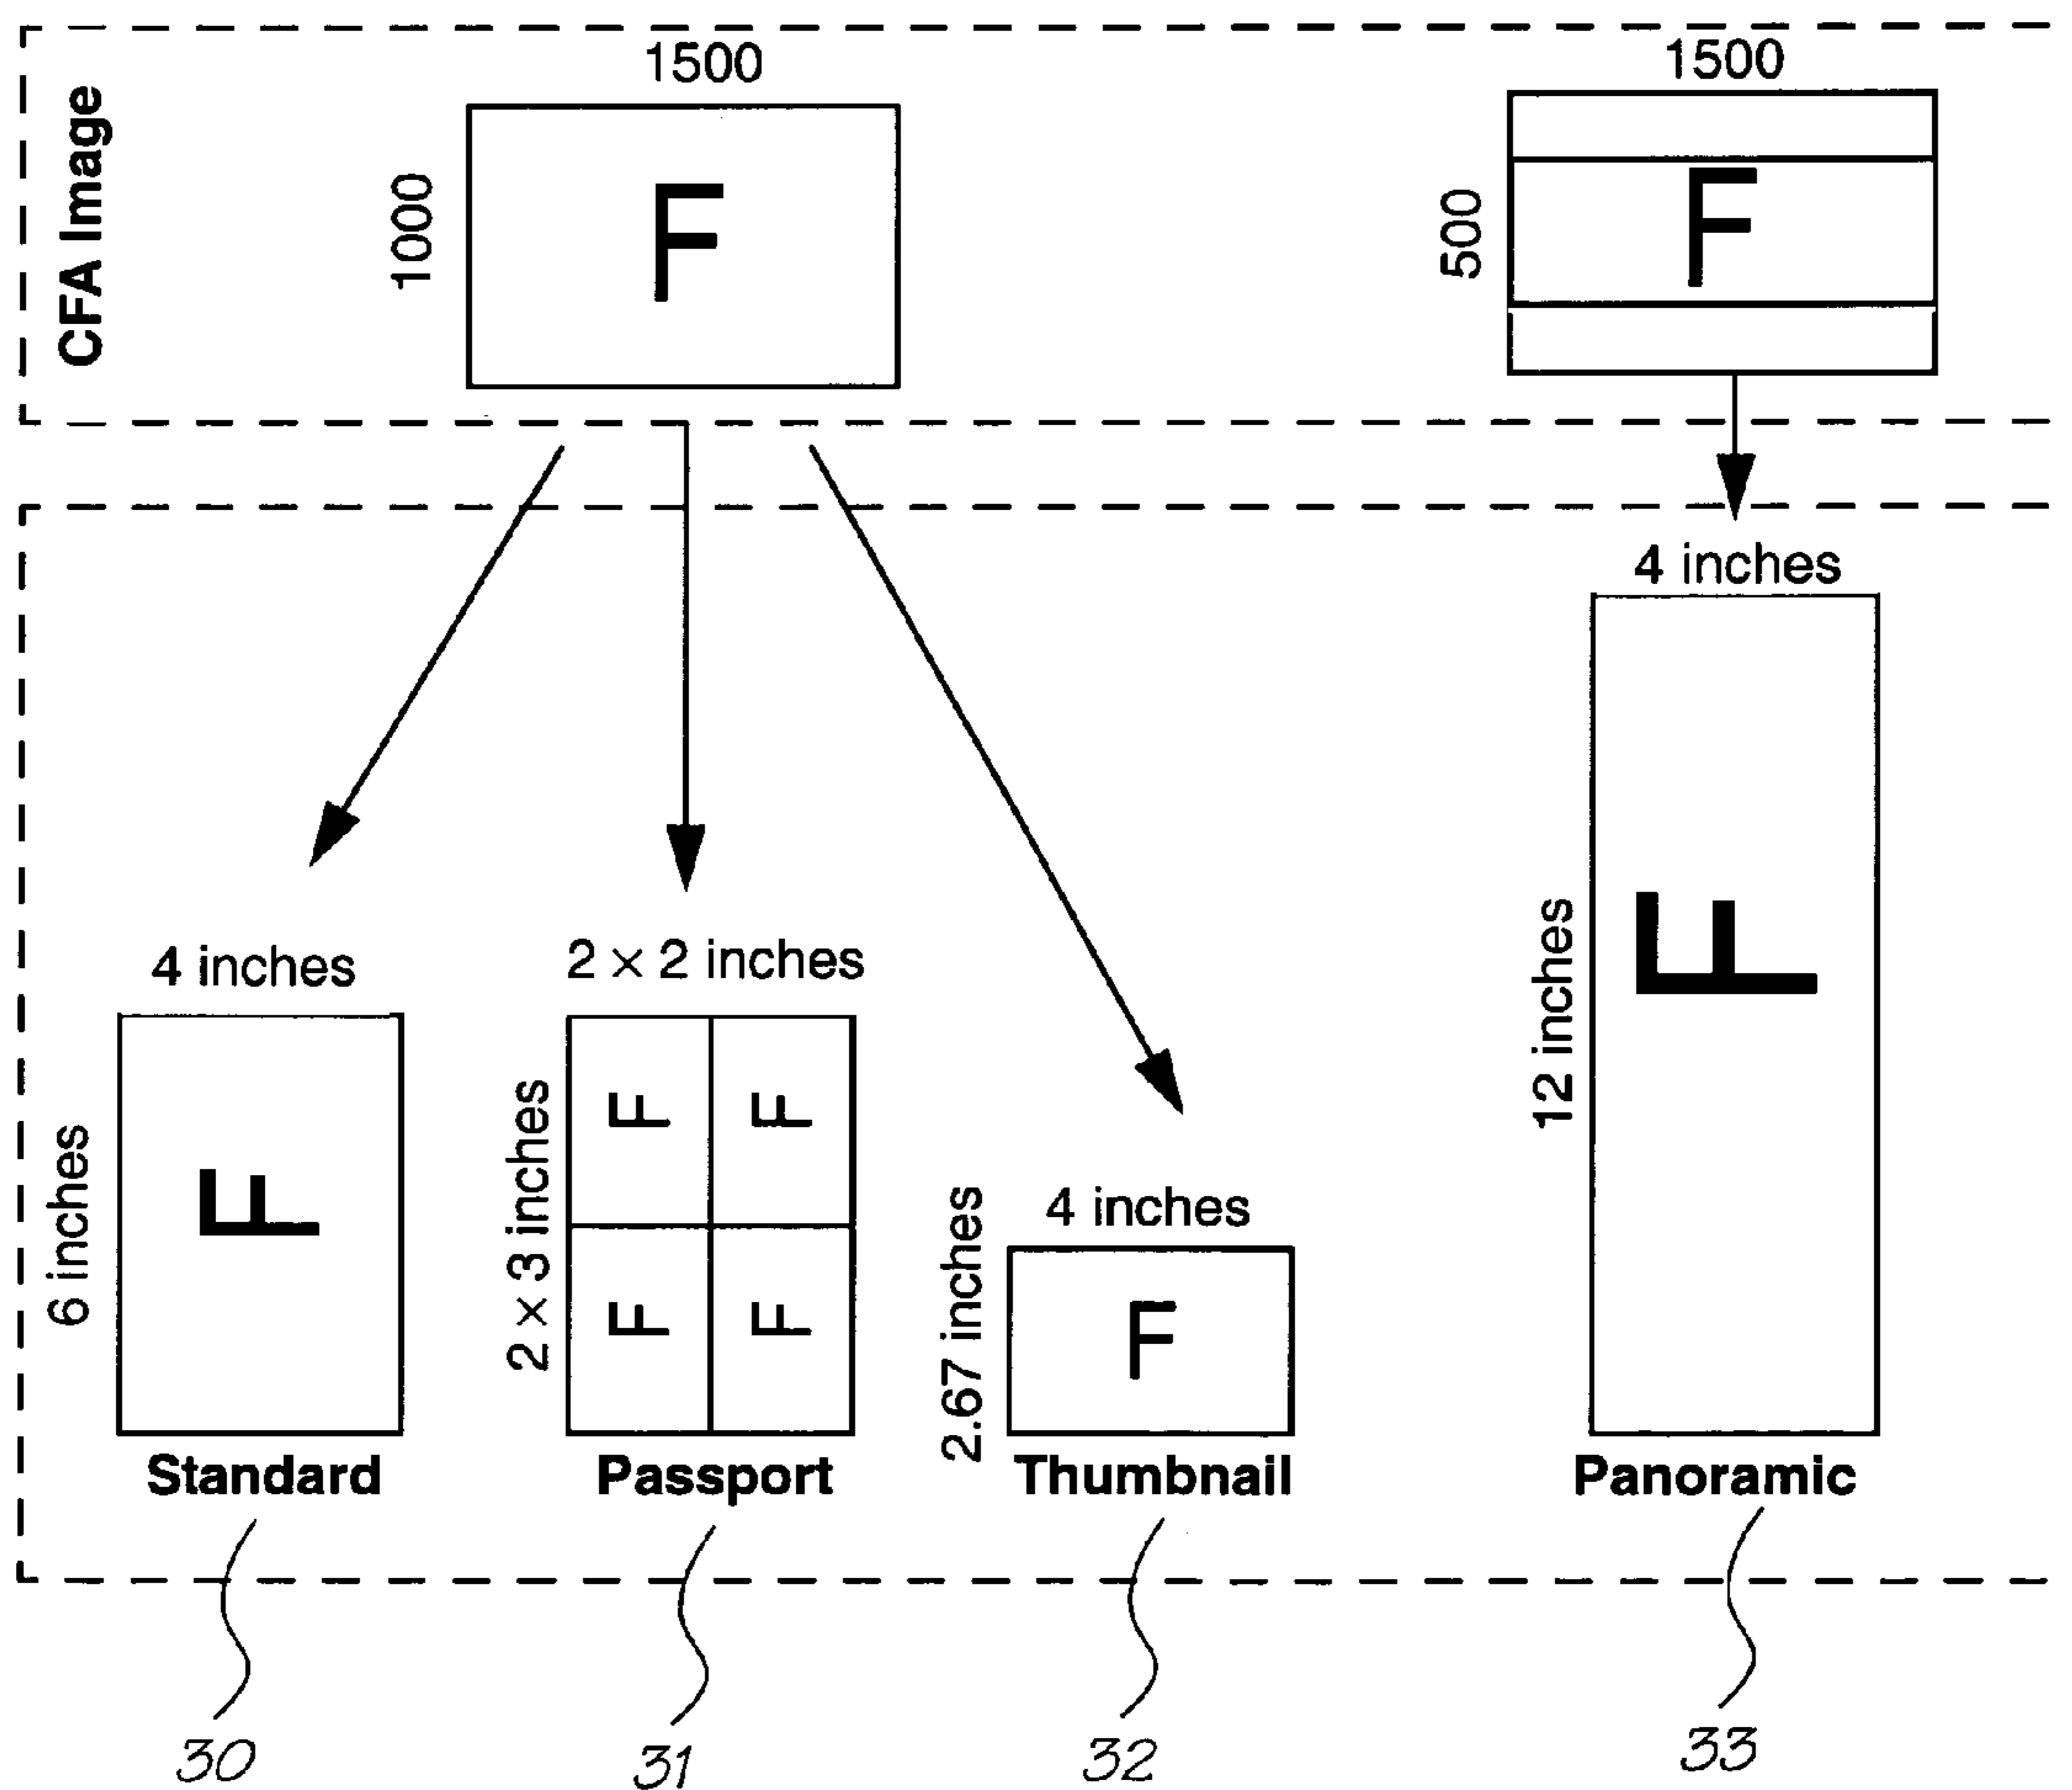 CFA Image
1500
1000
F
1500
500
F
4 inches
6 inches
F
Standard
2 × 2 inches
2 × 3 inches
F F
F F
Passport
4 inches
2.67 inches
F
Thumbnail
4 inches
12 inches
F
Panoramic
30
31
32
33